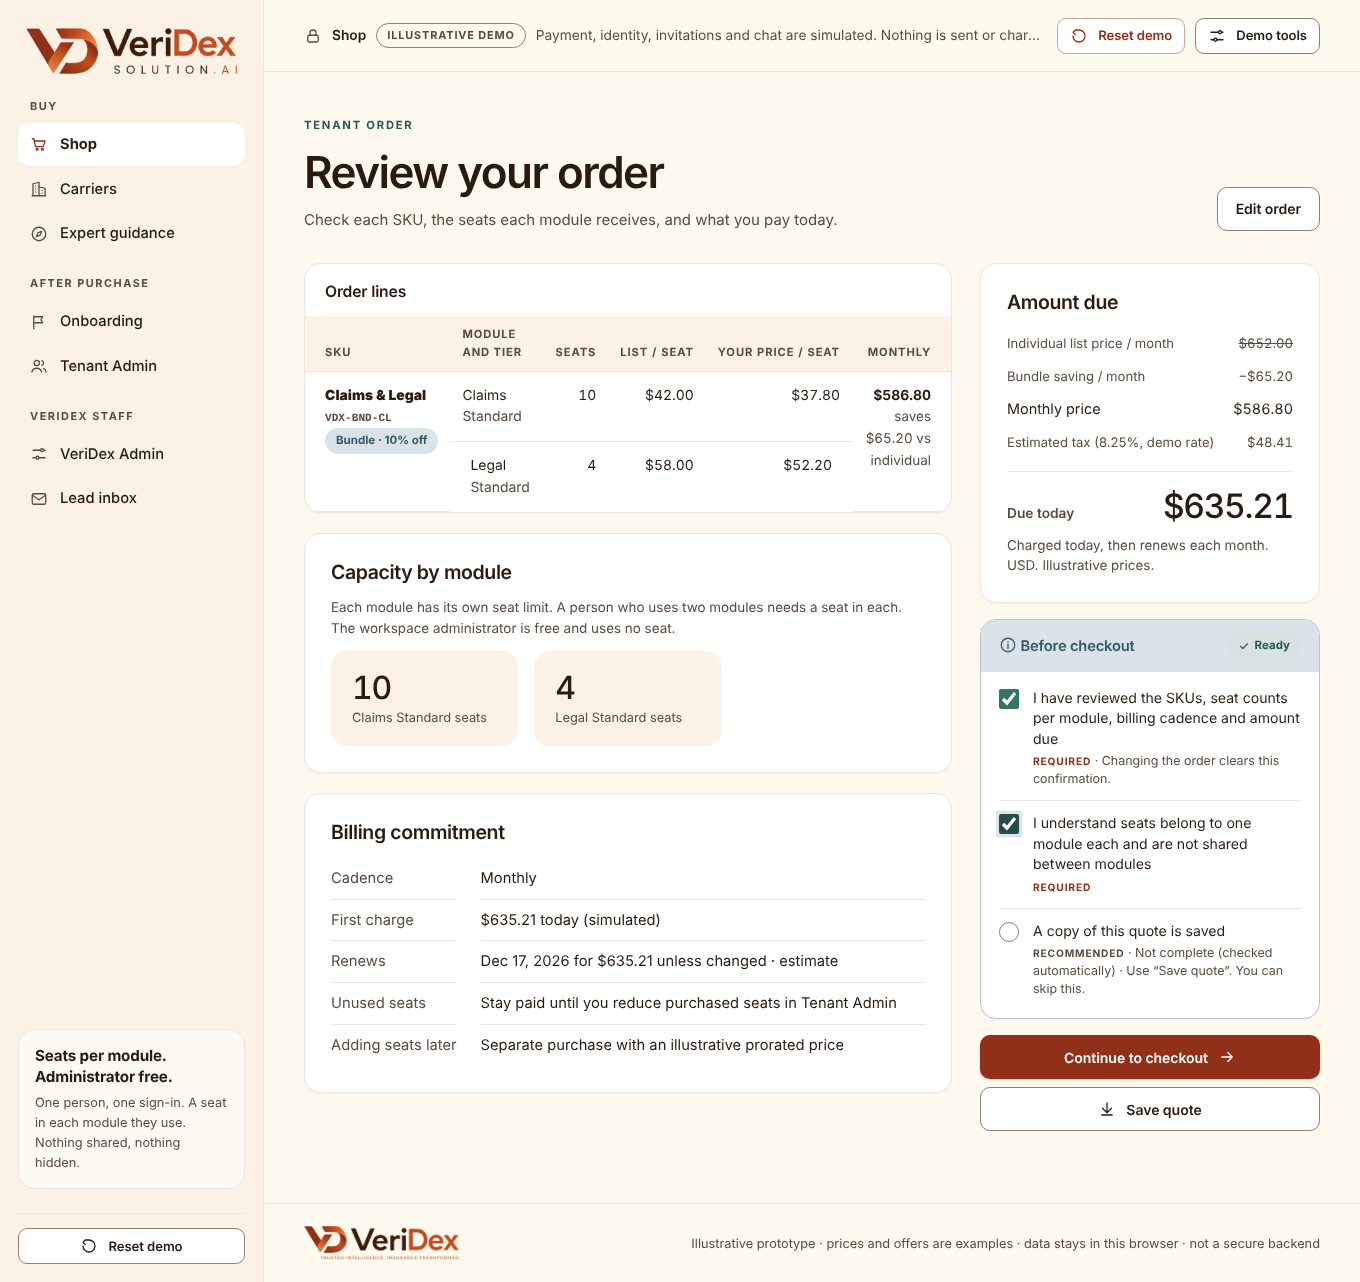 VeriDex
SOLUTION.AI
BUY
Shop
Carriers
Expert guidance
AFTER PURCHASE
Onboarding
Tenant Admin
VERIDEX STAFF
VeriDex Admin
Lead inbox
Seats per module.
Administrator free.
One person, one sign-in. A seat
in each module they use.
Nothing shared, nothing
hidden.
Reset demo
Shop ILLUSTRATIVE DEMO Payment, identity, invitations and chat are simulated. Nothing is sent or char... Reset demo Demo tools
TENANT ORDER
Review your order
Check each SKU, the seats each module receives, and what you pay today.
Edit order
Order lines
SKU MODULE AND TIER SEATS LIST / SEAT YOUR PRICE / SEAT MONTHLY
Claims & Legal Claims 10 $42.00 $37.80 $586.80
VDX-BND-CL Standard saves
Bundle · 10% off $65.20 vs
individual
Legal 4 $58.00 $52.20
Standard
Capacity by module
Each module has its own seat limit. A person who uses two modules needs a seat in each.
The workspace administrator is free and uses no seat.
10
Claims Standard seats
4
Legal Standard seats
Billing commitment
Cadence Monthly
First charge $635.21 today (simulated)
Renews Dec 17, 2026 for $635.21 unless changed · estimate
Unused seats Stay paid until you reduce purchased seats in Tenant Admin
Adding seats later Separate purchase with an illustrative prorated price
Amount due
Individual list price / month $652.00
Bundle saving / month −$65.20
Monthly price $586.80
Estimated tax (8.25%, demo rate) $48.41
Due today $635.21
Charged today, then renews each month.
USD. Illustrative prices.
Before checkout Ready
I have reviewed the SKUs, seat counts
per module, billing cadence and amount
due
REQUIRED · Changing the order clears this
confirmation.
I understand seats belong to one
module each and are not shared
between modules
REQUIRED
A copy of this quote is saved
RECOMMENDED · Not complete (checked
automatically) · Use “Save quote”. You can
skip this.
Continue to checkout
Save quote
VeriDex
TRUSTED INTELLIGENCE. INSURANCE TRANSFORMED
Illustrative prototype · prices and offers are examples · data stays in this browser · not a secure backend